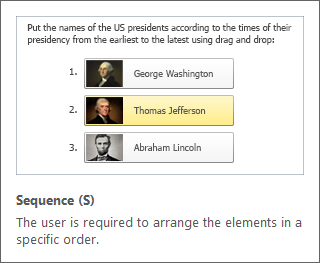 Put the names of the US presidents according to the times of their
presidency from the earliest to the latest using drag and drop:
1. George Washington
2. Thomas Jefferson
3. Abraham Lincoln
Sequence (S)
The user is required to arrange the elements in a
specific order.